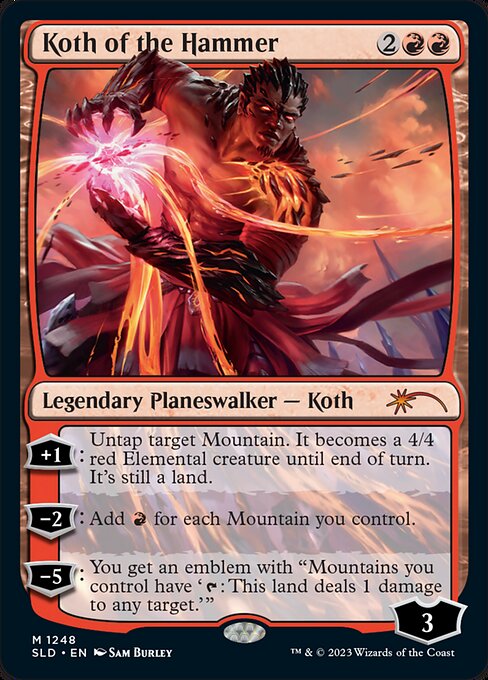 Koth of the Hammer 2
Legendary Planeswalker — Koth
+1: Untap target Mountain. It becomes a 4/4
red Elemental creature until end of turn.
It's still a land.
−2: Add for each Mountain you control.
−5: You get an emblem with “Mountains you
control have ‘ : This land deals 1 damage
to any target.’”
3
M 1248
SLD • EN Sam Burley
™ & © 2023 Wizards of the Coast